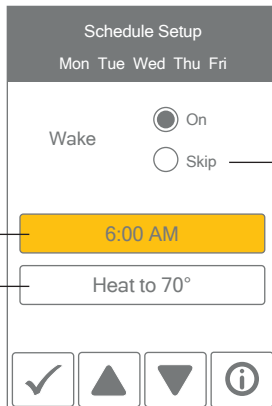 Schedule Setup
Mon Tue Wed Thu Fri
On
Wake
Skip
6:00 AM
Heat to 70°